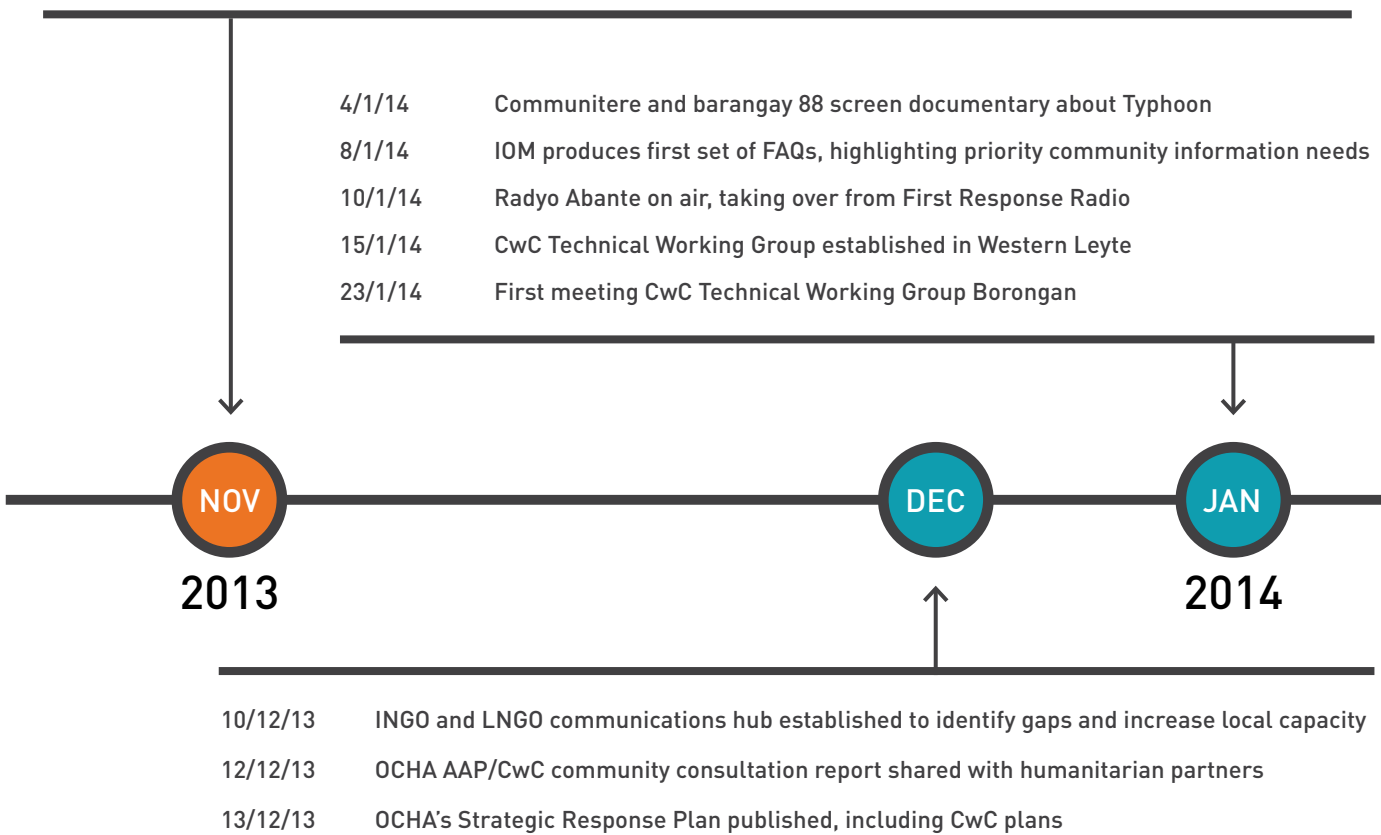 4/1/14 Communitere and barangay 88 screen documentary about Typhoon
8/1/14 IOM produces first set of FAQs, highlighting priority community information needs
10/1/14 Radyo Abante on air, taking over from First Response Radio
15/1/14 CwC Technical Working Group established in Western Leyte
23/1/14 First meeting CwC Technical Working Group Borongan
NOV
DEC
JAN
2013
2014
10/12/13 INGO and LNGO communications hub established to identify gaps and increase local capacity
12/12/13 OCHA AAP/CwC community consultation report shared with humanitarian partners
13/12/13 OCHA's Strategic Response Plan published, including CwC plans